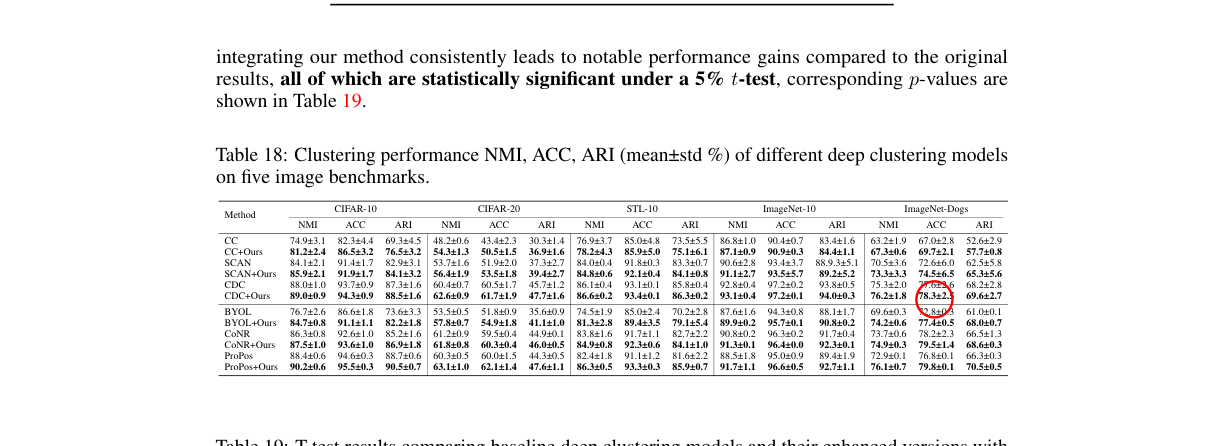 integrating our method consistently leads to notable performance gains compared to the original
results, all of which are statistically significant under a 5% t-test, corresponding p-values are
shown in Table 19.
Table 18: Clustering performance NMI, ACC, ARI (mean±std %) of different deep clustering models
on five image benchmarks.
Method CIFAR-10 CIFAR-20 STL-10 ImageNet-10 ImageNet-Dogs
NMI ACC ARI NMI ACC ARI NMI ACC ARI NMI ACC ARI NMI ACC ARI
CC 74.9±3.1 82.3±4.4 69.3±4.5 48.2±0.6 43.4±2.3 30.3±1.4 76.9±3.7 85.0±4.8 73.5±5.5 86.8±1.0 90.4±0.7 83.4±1.6 63.2±1.9 67.0±2.8 52.6±2.9
CC+Ours 81.2±2.4 86.5±3.2 76.5±3.2 54.3±1.3 50.5±1.5 36.9±1.6 78.2±4.3 85.9±5.0 75.1±6.1 87.1±0.9 90.9±0.3 84.4±1.1 67.3±0.6 69.7±2.1 57.7±0.8
SCAN 84.1±2.1 91.4±1.7 82.9±3.1 53.7±1.6 51.9±2.0 37.3±2.7 84.0±0.4 91.8±0.3 83.3±0.7 90.6±2.8 93.4±3.7 88.9.3±5.1 70.5±3.6 72.6±6.0 62.5±5.8
SCAN+Ours 85.9±2.1 91.9±1.7 84.1±3.2 56.4±1.9 53.5±1.8 39.4±2.7 84.8±0.6 92.1±0.4 84.1±0.8 91.1±2.7 93.5±5.7 89.2±5.2 73.3±3.3 74.5±6.5 65.3±5.6
CDC 88.0±1.0 93.7±0.9 87.3±1.6 60.4±0.7 60.5±1.7 45.7±1.2 86.1±0.4 93.1±0.1 85.8±0.4 92.8±0.4 97.2±0.2 93.8±0.5 75.3±2.0 68.2±2.8
CDC+Ours 89.0±0.9 94.3±0.9 88.5±1.6 62.6±0.9 61.7±1.9 47.7±1.6 86.6±0.2 93.4±0.1 86.3±0.2 93.1±0.4 97.2±0.1 94.0±0.3 76.2±1.8 69.6±2.7
BYOL 76.7±2.6 86.6±1.8 73.6±3.3 53.5±0.5 51.8±0.9 35.6±0.9 74.5±1.9 85.0±2.4 70.2±2.8 87.6±1.6 94.3±0.8 88.1±1.7 69.6±0.3 61.0±0.1
BYOL+Ours 84.7±0.8 91.1±1.1 82.2±1.8 57.8±0.7 54.9±1.8 41.1±1.0 81.3±2.8 89.4±3.5 79.1±5.4 89.9±0.2 95.7±0.1 90.8±0.2 74.2±0.6 77.4±0.5 68.0±0.7
CoNR 86.3±0.8 92.6±1.0 85.2±1.6 61.2±0.9 59.5±0.4 44.9±0.1 83.8±1.6 91.7±1.1 82.7±2.2 90.8±0.2 96.3±0.2 91.7±0.4 73.7±0.6 78.2±2.3 66.5±1.3
CoNR+Ours 87.5±1.0 93.6±1.0 86.9±1.8 61.8±0.8 60.3±0.4 46.0±0.5 84.9±0.8 92.3±0.6 84.1±1.0 91.3±0.1 96.4±0.0 92.3±0.1 74.9±0.3 79.5±1.4 68.6±0.3
ProPos 88.4±0.6 94.6±0.3 88.7±0.6 60.3±0.5 60.0±1.5 44.3±0.5 82.4±1.8 91.1±1.2 81.6±2.2 88.5±1.8 95.0±0.9 89.4±1.9 72.9±0.1 76.8±0.1 66.3±0.3
ProPos+Ours 90.2±0.6 95.5±0.3 90.5±0.7 63.1±1.0 62.1±1.4 47.6±1.1 86.3±0.5 93.3±0.3 85.9±0.7 91.7±1.1 96.6±0.5 92.7±1.1 76.1±0.7 79.8±0.1 70.5±0.5
Table 19: T-test results comparing baseline deep clustering models and their enhanced versions with